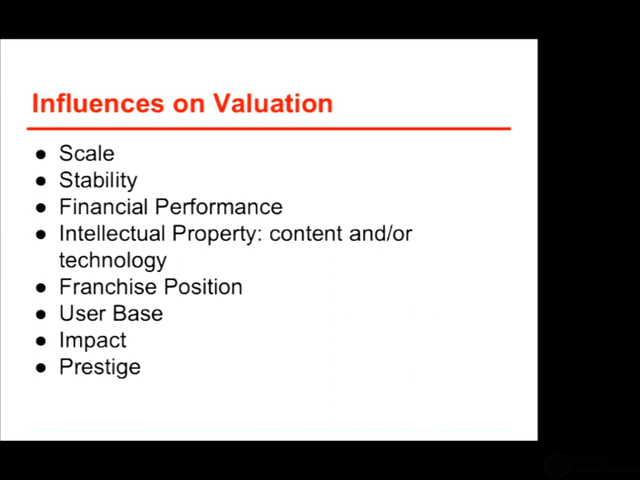 Influences on Valuation
● Scale
● Stability
● Financial Performance
● Intellectual Property: content and/or
technology
● Franchise Position
● User Base
● Impact
● Prestige